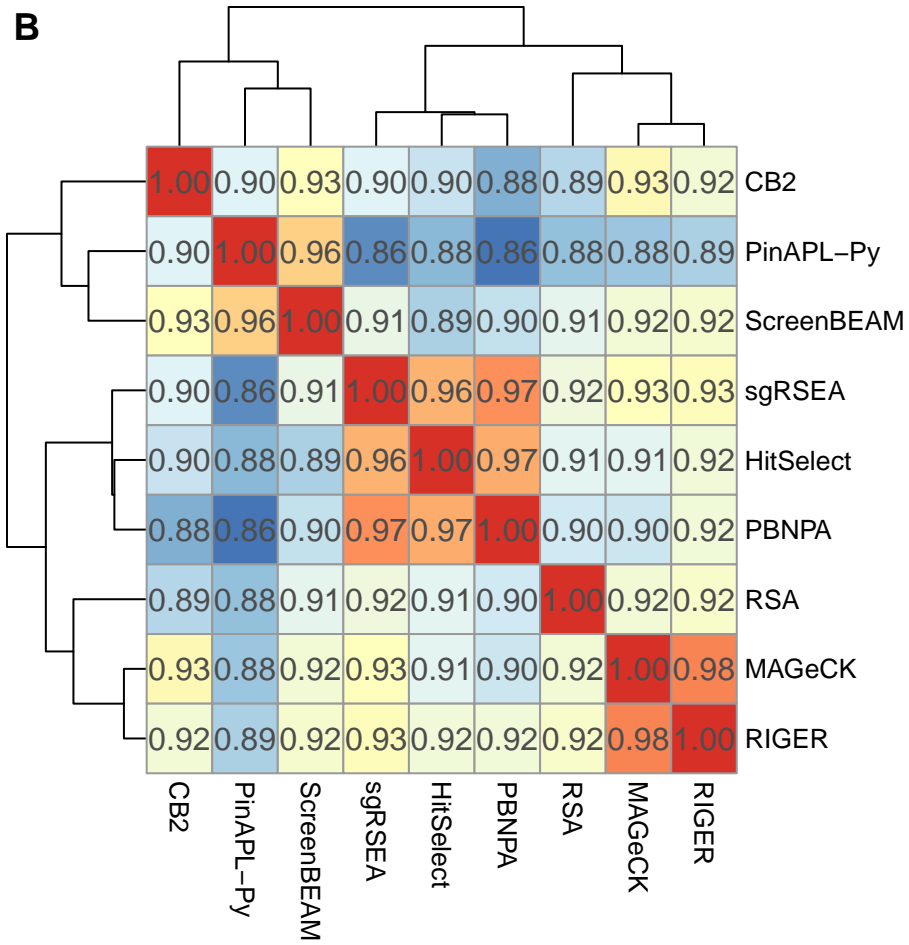 B
1.00 0.90 0.93 0.90 0.90 0.88 0.89 0.93 0.92 CB2
0.90 1.00 0.96 0.86 0.88 0.86 0.88 0.88 0.89 PinAPL−Py
0.93 0.96 1.00 0.91 0.89 0.90 0.91 0.92 0.92 ScreenBEAM
0.90 0.86 0.91 1.00 0.96 0.97 0.92 0.93 0.93 sgRSEA
0.90 0.88 0.89 0.96 1.00 0.97 0.91 0.91 0.92 HitSelect
0.88 0.86 0.90 0.97 0.97 1.00 0.90 0.90 0.92 PBNPA
0.89 0.88 0.91 0.92 0.91 0.90 1.00 0.92 0.92 RSA
0.93 0.88 0.92 0.93 0.91 0.90 0.92 1.00 0.98 MAGeCK
0.92 0.89 0.92 0.93 0.92 0.92 0.92 0.98 1.00 RIGER
CB2
PinAPL−Py
ScreenBEAM
sgRSEA
HitSelect
PBNPA
RSA
MAGeCK
RIGER